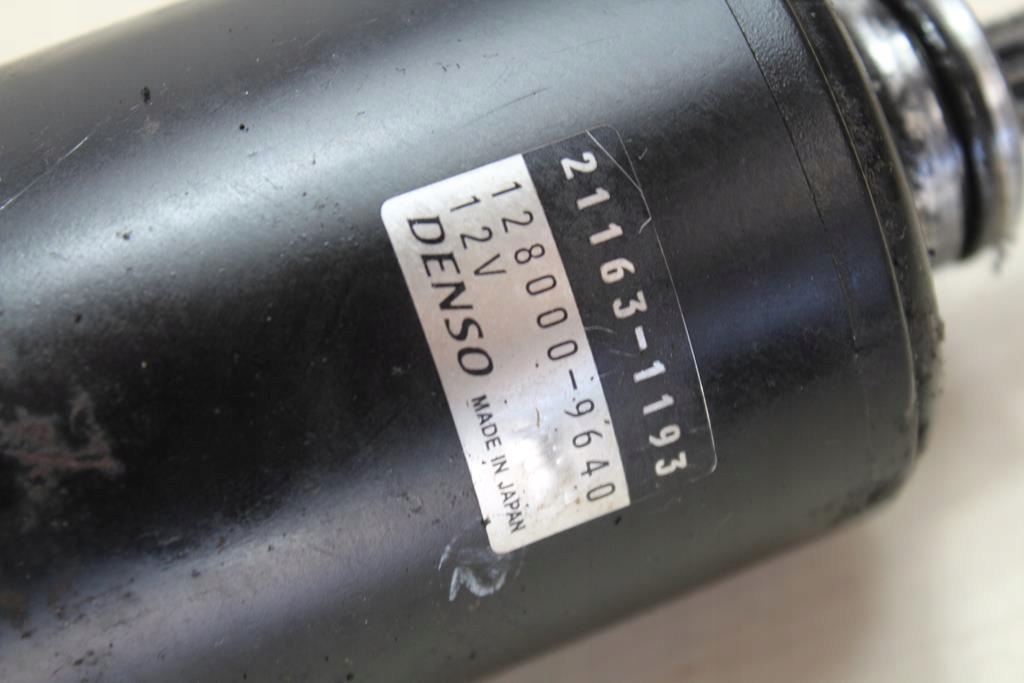 21163-1193
128000-9640
12V
DENSO MADE IN JAPAN